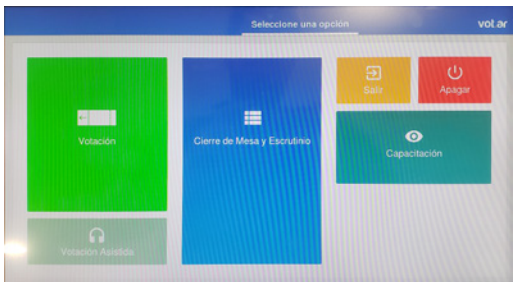 Seleccione una opción
vot.ar
Votación
Cierre de Mesa y Escrutinio
Salir
Apagar
Capacitación
Votación Asistida